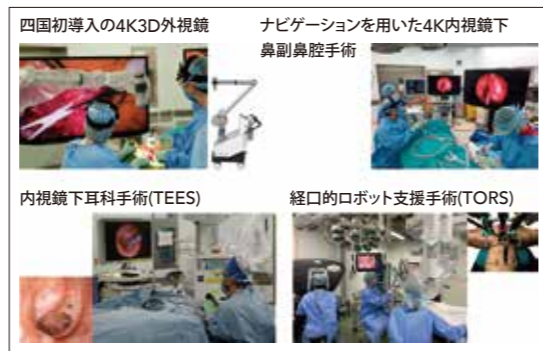 四国初導入の4K3D外視鏡
ナビゲーションを用いた4K内視鏡下
鼻副鼻腔手術
内視鏡下耳科手術(TEES)
経口的ロボット支援手術(TORS)